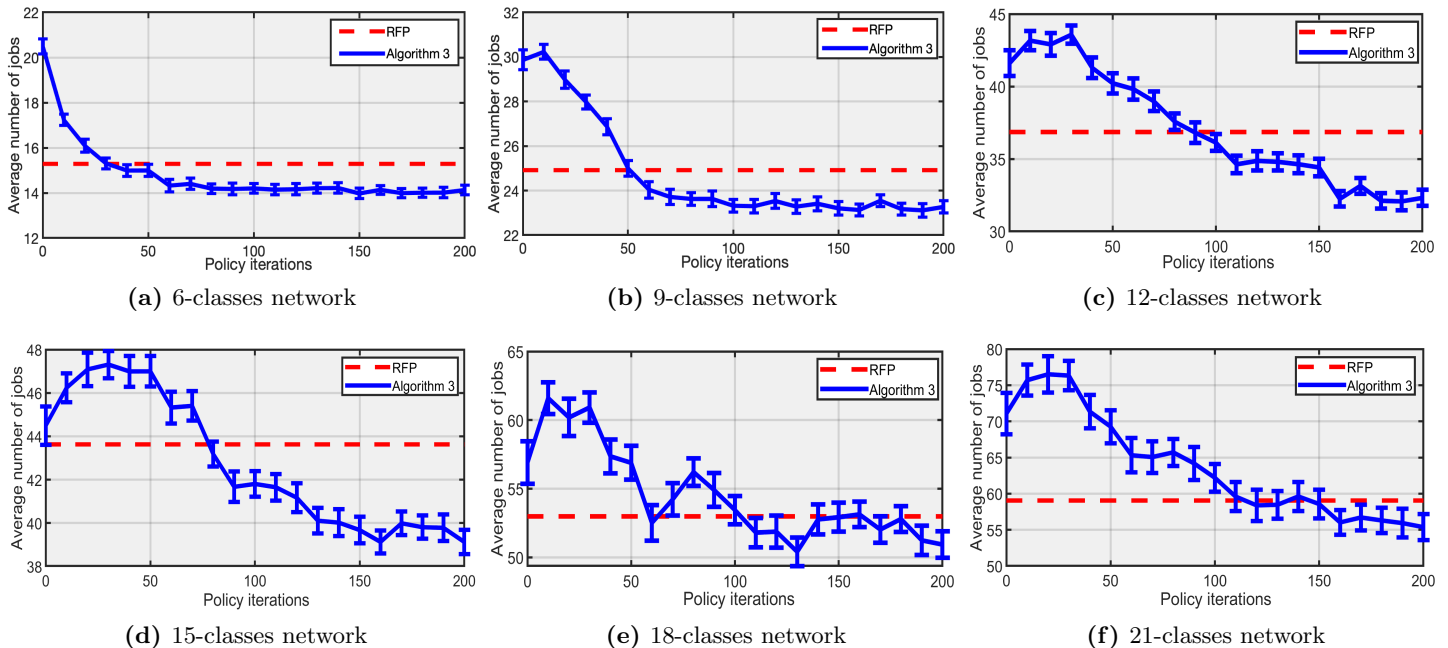 22
20
18
16
14
12
0
50
100
150
200
Average number of jobs
Policy iterations
RFP
Algorithm 3
(a) 6-classes network
32
30
28
26
24
22
0
50
100
150
200
Average number of jobs
Policy iterations
RFP
Algorithm 3
(b) 9-classes network
45
40
35
30
0
50
100
150
200
Average number of jobs
Policy iterations
RFP
Algorithm 3
(c) 12-classes network
48
46
44
42
40
38
0
50
100
150
200
Average number of jobs
Policy iterations
RFP
Algorithm 3
(d) 15-classes network
65
60
55
50
0
50
100
150
200
Average number of jobs
Policy iterations
RFP
Algorithm 3
(e) 18-classes network
80
75
70
65
60
55
50
0
50
100
150
200
Average number of jobs
Policy iterations
RFP
Algorithm 3
(f) 21-classes network